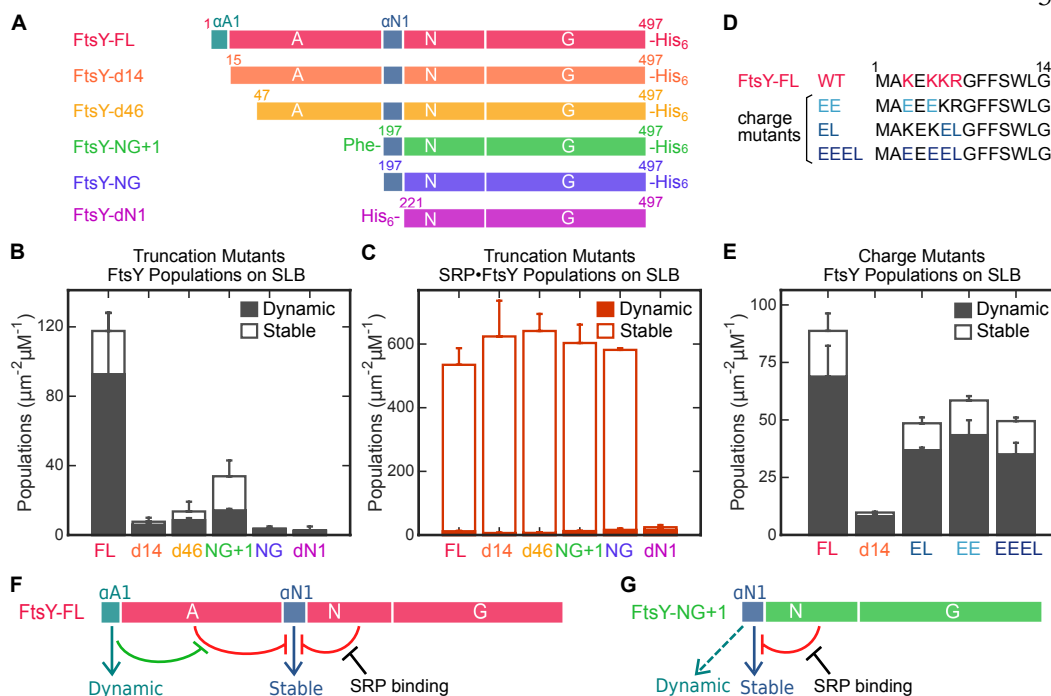 A
1 αA1 αN1 497
FtsY-FL A N G -His6
15 497
FtsY-d14 A N G -His6
47 497
FtsY-d46 A N G -His6
197 497
FtsY-NG+1 Phe- N G -His6
197 497
FtsY-NG N G -His6
221 497
FtsY-dN1 His6- N G
D
1 14
FtsY-FL WT MAKEKKRGFFSWLG
EE MAEEEKRGFFSWLG
charge mutants EL MAKEKELGFFSWLG
EEEL MAEEEELGFFSWLG
B
Truncation Mutants
FtsY Populations on SLB
Dynamic
Stable
Populations (µm-2µM-1)
120
80
40
0
FL d14 d46 NG+1 NG dN1
C
Truncation Mutants
SRP•FtsY Populations on SLB
Dynamic
Stable
Populations (µm-2µM-1)
600
400
200
0
FL d14 d46 NG+1 NG dN1
E
Charge Mutants
FtsY Populations on SLB
Dynamic
Stable
Populations (µm-2µM-1)
100
75
50
25
0
FL d14 EL EE EEEL
F
αA1 αN1
FtsY-FL A N G
Dynamic Stable SRP binding
G
αN1
FtsY-NG+1 N G
Dynamic Stable SRP binding